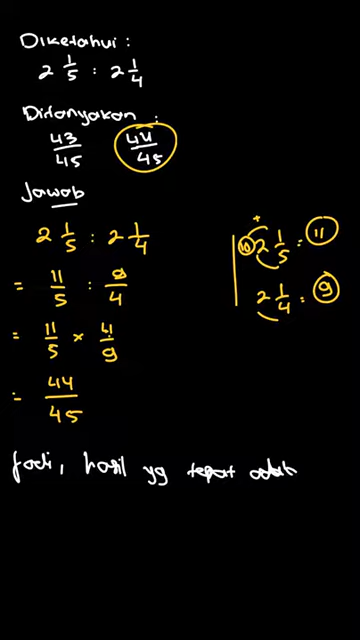 Diketahui :
2 1/5 : 2 1/4
Ditanyakan :
43/45 44/45
Jawab
2 1/5 : 2 1/4
= 11/5 : 9/4
= 11/5 × 4/9
= 44/45
+
10 2 1/5 = 11
2 1/4 = 9
Jadi, hasil yg tepat adalah